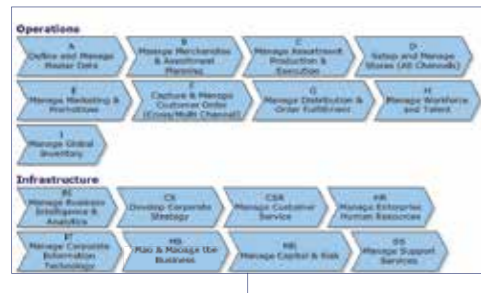 Operations
A
Define and Manage
Master Data
B
Manage Merchandise
& Assortment
Planning
C
Manage Assortment
Production &
Execution
D
Setup and Manage
Stores (All Channels)
E
Manage Marketing &
Promotions
F
Capture & Manage
Customer Order
(Cross/Multi Channel)
G
Manage Distribution &
Order Fulfillment
H
Manage Workforce
and Talent
I
Manage Global
Inventory
Infrastructure
BI
Manage Business
Intelligence &
Analytics
CS
Develop Corporate
Strategy
CSR
Manage Customer
Service
HR
Manage Enterprise
Human Resources
IT
Manage Corporate
Information
Technology
Plan & Manage the
Business
Manage Capital & Risk
SS
Manage Support
Services